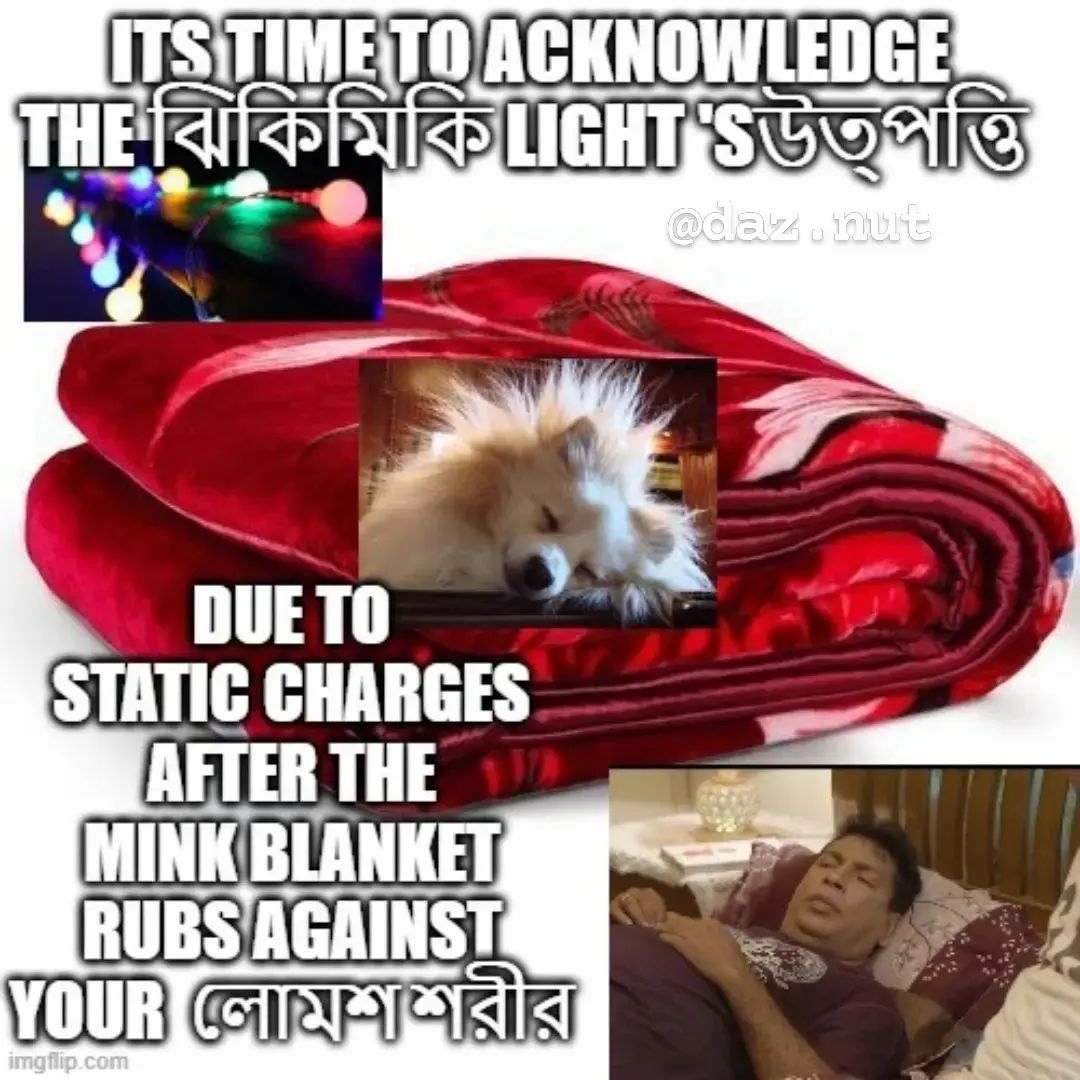 ITS TIME TO ACKNOWLEDGE
THE ঝিকিমিকি LIGHT 'Sউত্পত্তি
@daz.nut
DUE TO
STATIC CHARGES
AFTER THE
MINK BLANKET
RUBS AGAINST
YOUR লোমশ শরীর
imgflip.com